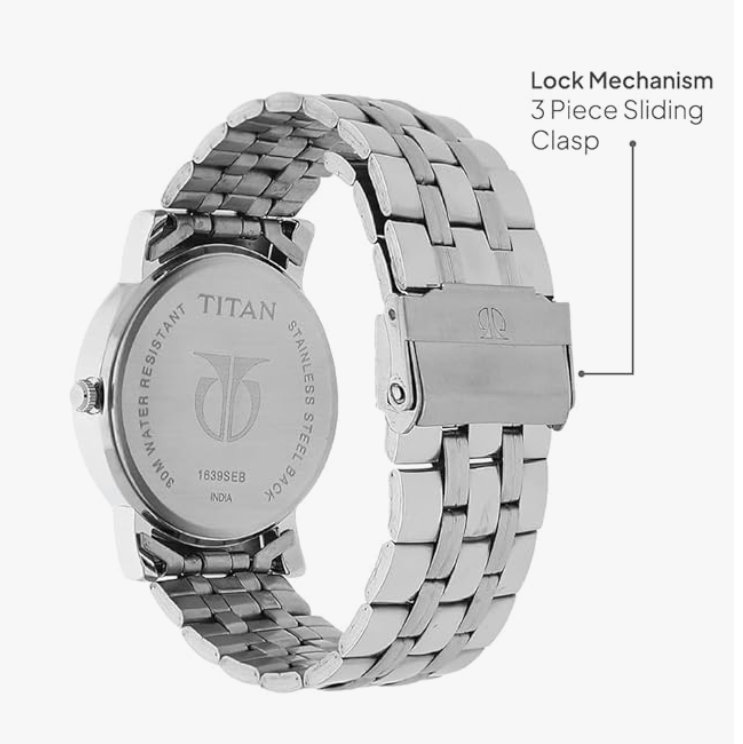 Lock Mechanism
3 Piece Sliding
Clasp
TITAN
30M WATER RESISTANT
STAINLESS STEEL BACK
1639SEB
INDIA